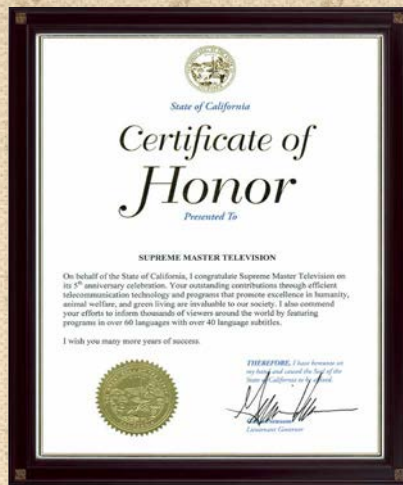 State of California
Certificate of
Honor
Presented To
SUPREME MASTER TELEVISION
On behalf of the State of California, I congratulate Supreme Master Television on
its 5th anniversary celebration. Your outstanding contributions through efficient
telecommunication technology and programs that promote excellence in humanity,
animal welfare, and green living are invaluable to our society. I also commend
your efforts to inform thousands of viewers around the world by featuring
programs in over 60 languages with over 40 language subtitles.
I wish you many more years of success.
THEREFORE, I have hereunto set
my hand and caused the Seal of the
State of California to be affixed.
Lieutenant Governor